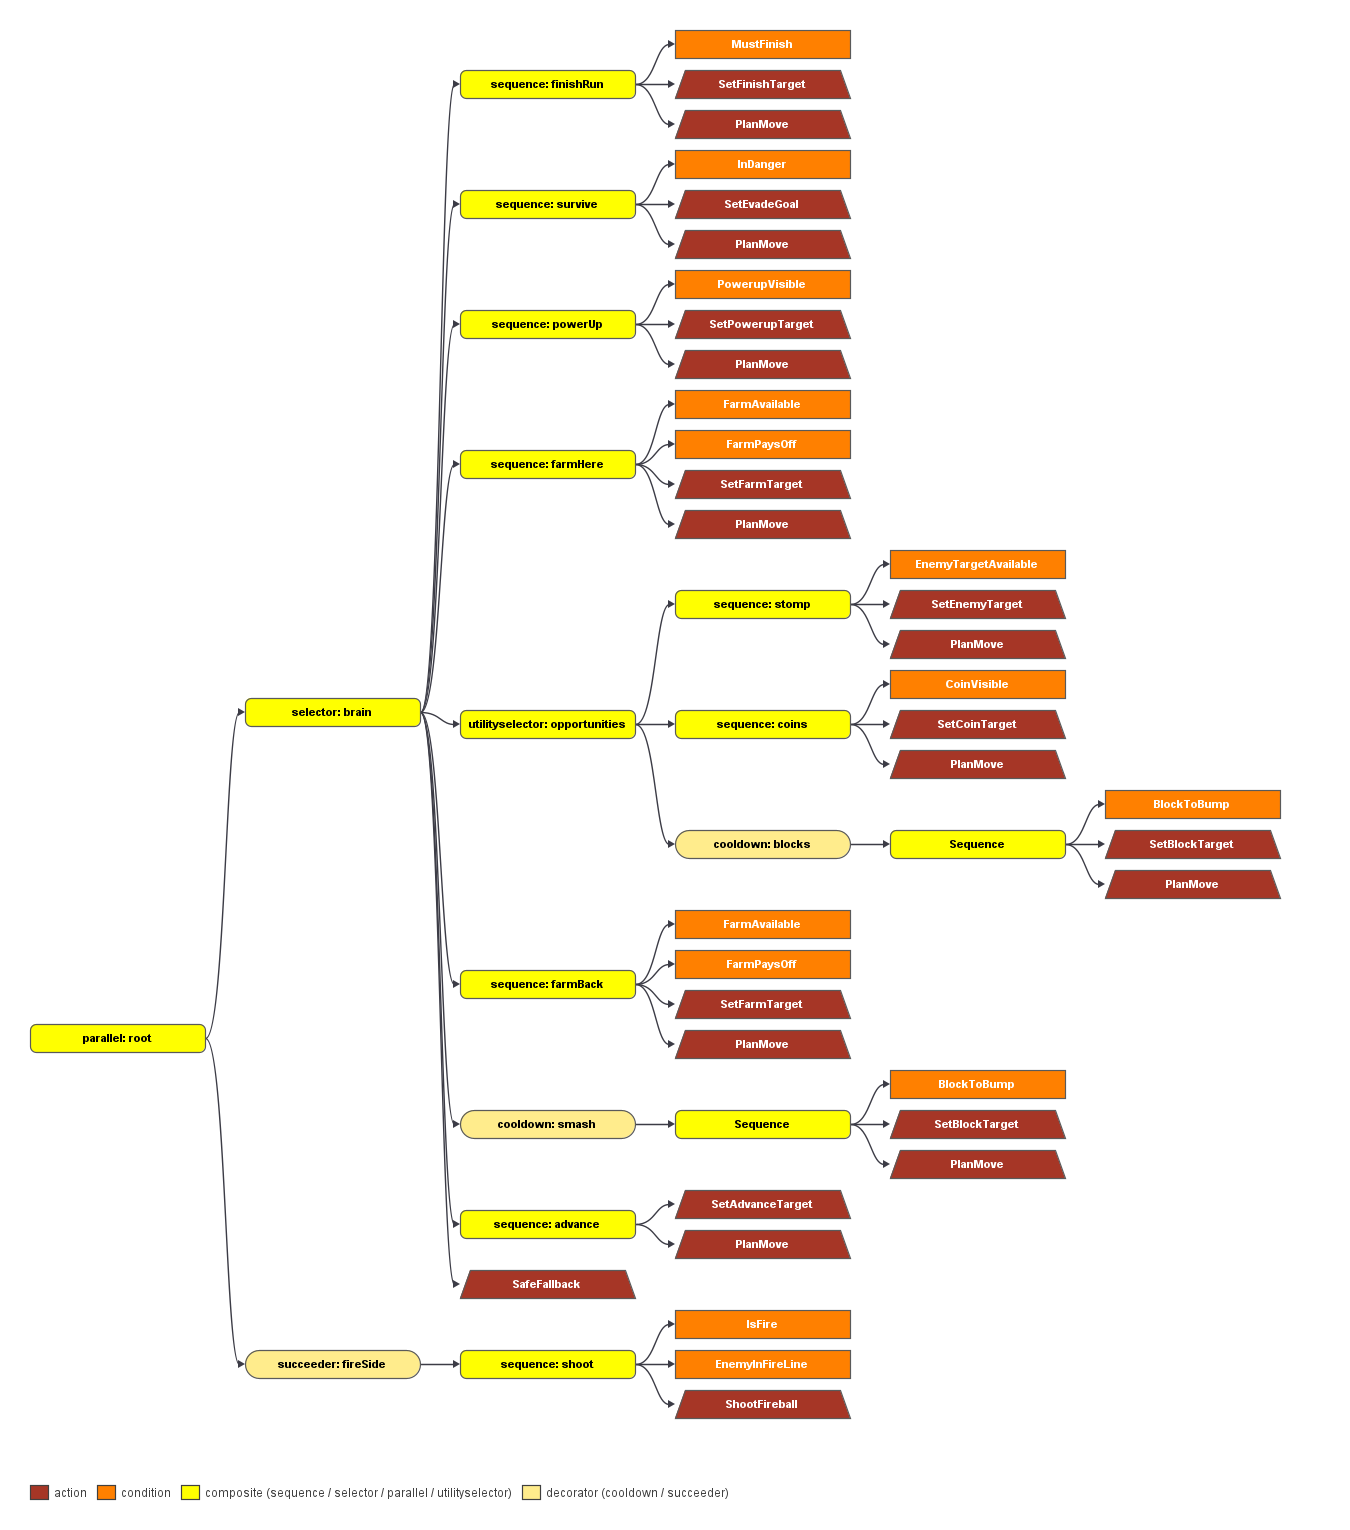 MustFinish
sequence: finishRun
SetFinishTarget
PlanMove
InDanger
sequence: survive
SetEvadeGoal
PlanMove
PowerupVisible
sequence: powerUp
SetPowerupTarget
PlanMove
FarmAvailable
FarmPaysOff
sequence: farmHere
SetFarmTarget
PlanMove
EnemyTargetAvailable
sequence: stomp
SetEnemyTarget
PlanMove
CoinVisible
selector: brain
utilityselector: opportunities
sequence: coins
SetCoinTarget
PlanMove
BlockToBump
cooldown: blocks
Sequence
SetBlockTarget
PlanMove
FarmAvailable
FarmPaysOff
sequence: farmBack
SetFarmTarget
parallel: root
PlanMove
BlockToBump
cooldown: smash
Sequence
SetBlockTarget
PlanMove
SetAdvanceTarget
sequence: advance
PlanMove
SafeFallback
IsFire
succeeder: fireSide
sequence: shoot
EnemyInFireLine
ShootFireball
action
condition
composite (sequence / selector / parallel / utilityselector)
decorator (cooldown / succeeder)